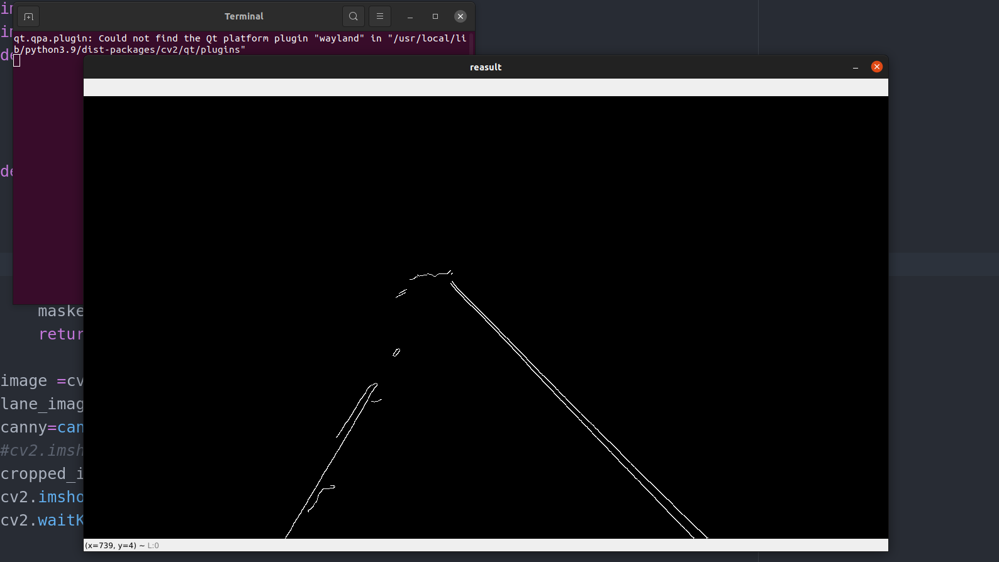 im
Terminal
im
qt.qpa.plugin: Could not find the Qt platform plugin "wayland" in "/usr/local/li
b/python3.9/dist-packages/cv2/qt/plugins"
de
reasult
de
maske
retur
image =cv
lane_imag
canny=can
#cv2.imsh
cropped_i
cv2.imsho
cv2.waitK
(x=739, y=4) ~ L:0